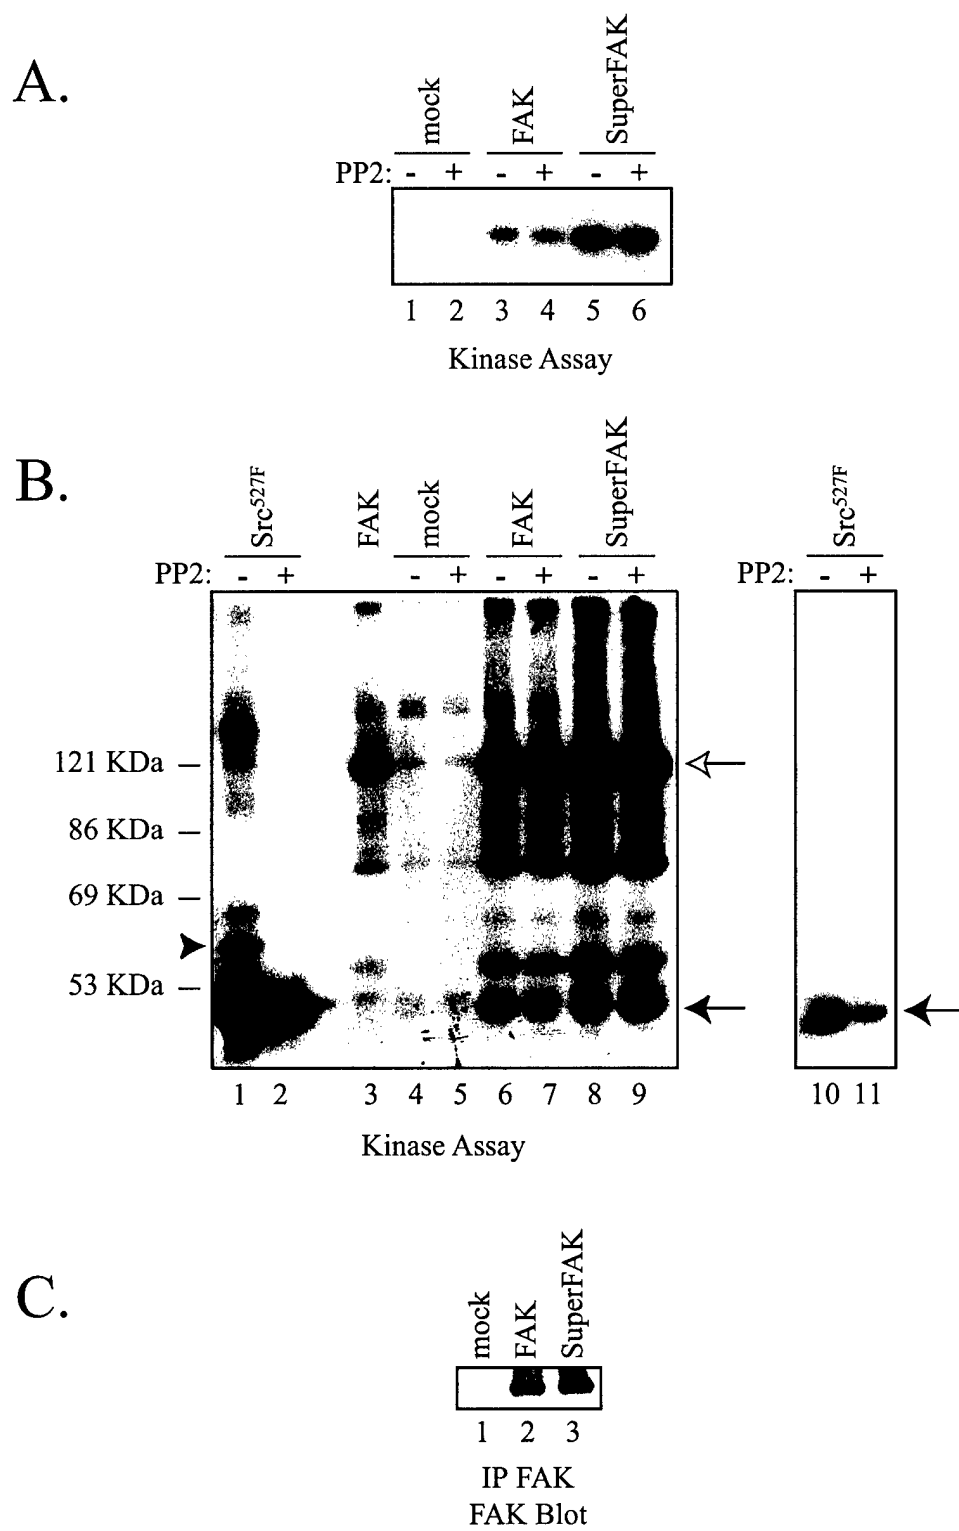 A.
mock FAK SuperFAK
PP2: - + - + - +
1 2 3 4 5 6
Kinase Assay
B.
Src527F FAK mock FAK SuperFAK Src527F
PP2: - + - + - + - + PP2: - +
121 KDa
86 KDa
69 KDa
53 KDa
1 2 3 4 5 6 7 8 9 10 11
Kinase Assay
C.
mock FAK SuperFAK
1 2 3
IP FAK
FAK Blot